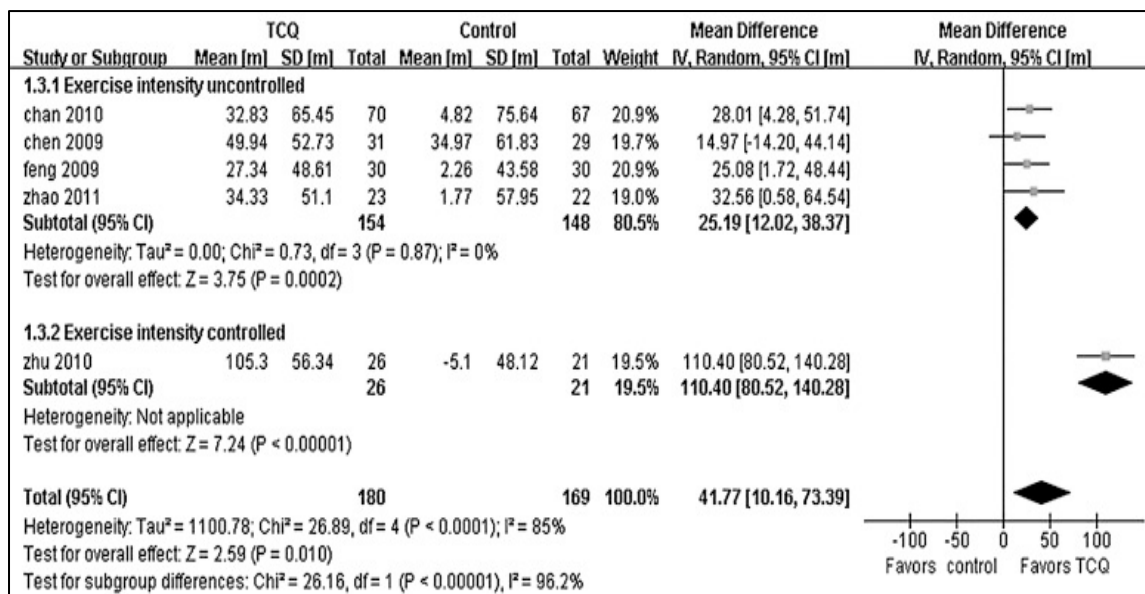 TCQ Control Mean Difference Mean Difference
Study or Subgroup Mean [m] SD [m] Total Mean [m] SD [m] Total Weight IV, Random, 95% CI [m] IV, Random, 95% CI [m]
1.3.1 Exercise intensity uncontrolled
chan 2010 32.83 65.45 70 4.82 75.64 67 20.9% 28.01 [4.28, 51.74]
chen 2009 49.94 52.73 31 34.97 61.83 29 19.7% 14.97 [-14.20, 44.14]
feng 2009 27.34 48.61 30 2.26 43.58 30 20.9% 25.08 [1.72, 48.44]
zhao 2011 34.33 51.1 23 1.77 57.95 22 19.0% 32.56 [0.58, 64.54]
Subtotal (95% CI) 154 148 80.5% 25.19 [12.02, 38.37]
Heterogeneity: Tau² = 0.00; Chi² = 0.73, df = 3 (P = 0.87); I² = 0%
Test for overall effect: Z = 3.75 (P = 0.0002)
1.3.2 Exercise intensity controlled
zhu 2010 105.3 56.34 26 -5.1 48.12 21 19.5% 110.40 [80.52, 140.28]
Subtotal (95% CI) 26 21 19.5% 110.40 [80.52, 140.28]
Heterogeneity: Not applicable
Test for overall effect: Z = 7.24 (P < 0.00001)
Total (95% CI) 180 169 100.0% 41.77 [10.16, 73.39]
Heterogeneity: Tau² = 1100.78; Chi² = 26.89, df = 4 (P < 0.0001); I² = 85%
Test for overall effect: Z = 2.59 (P = 0.010)
Test for subgroup differences: Chi² = 26.16, df = 1 (P < 0.00001), I² = 96.2%
-100 -50 0 50 100
Favors control Favors TCQ